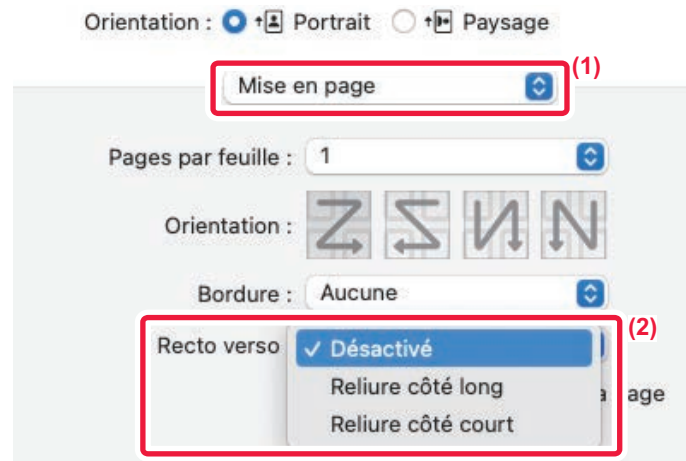 Orientation : Portrait Paysage
(1)
Mise en page
Pages par feuille : 1
Orientation :
Bordure : Aucune
(2)
Recto verso ✓ Désactivé
Reliure côté long
age
Reliure côté court